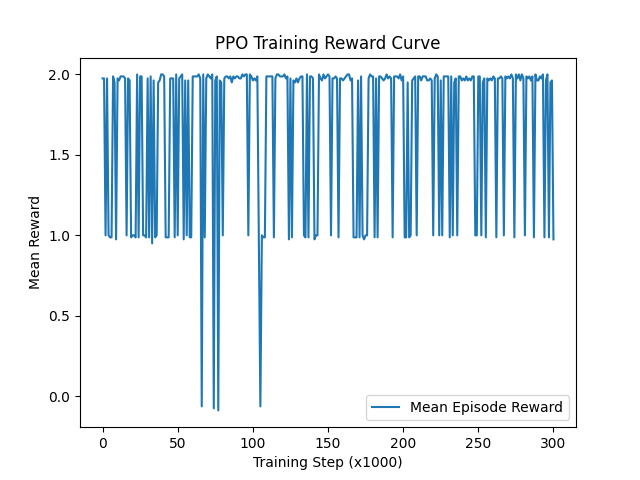 PPO Training Reward Curve
2.0
1.5
1.0
0.5
0.0
Mean Reward
Mean Episode Reward
0 50 100 150 200 250 300
Training Step (x1000)